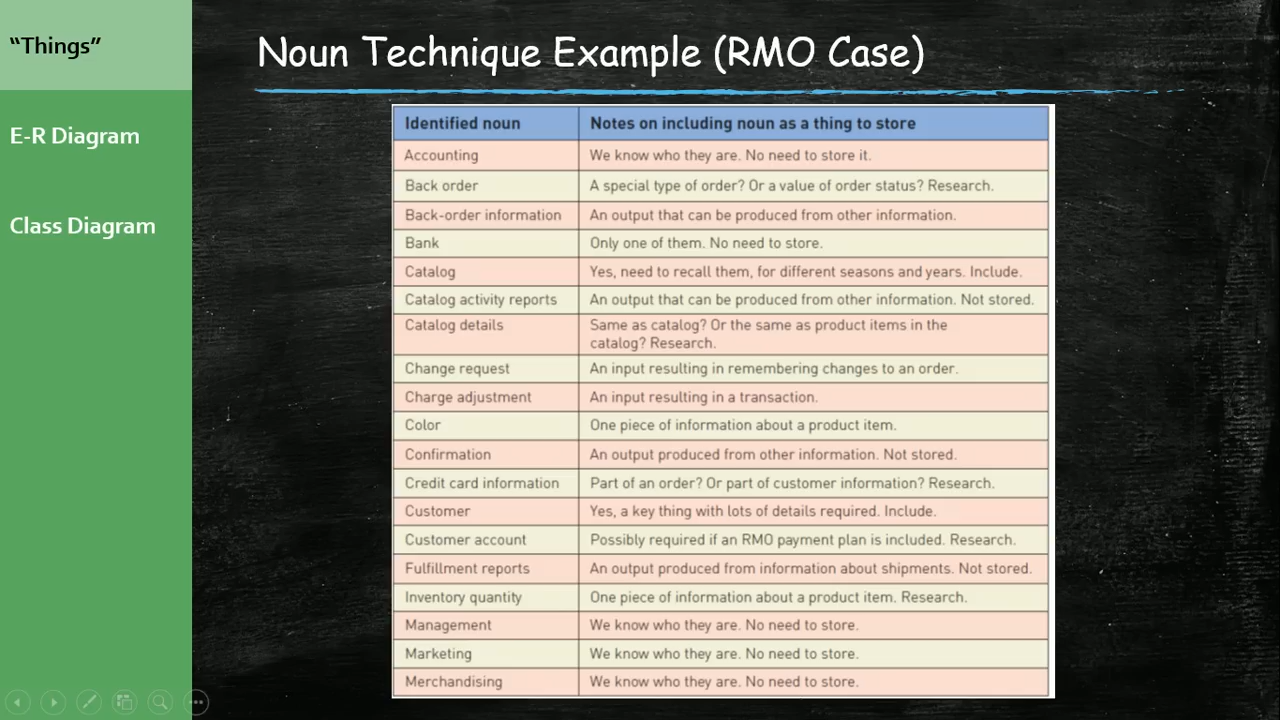 “Things”
E-R Diagram
Class Diagram
Noun Technique Example (RMO Case)
Identified noun Notes on including noun as a thing to store
Accounting We know who they are. No need to store it.
Back order A special type of order? Or a value of order status? Research.
Back-order information An output that can be produced from other information.
Bank Only one of them. No need to store.
Catalog Yes, need to recall them, for different seasons and years. Include.
Catalog activity reports An output that can be produced from other information. Not stored.
Catalog details Same as catalog? Or the same as product items in the
catalog? Research.
Change request An input resulting in remembering changes to an order.
Charge adjustment An input resulting in a transaction.
Color One piece of information about a product item.
Confirmation An output produced from other information. Not stored.
Credit card information Part of an order? Or part of customer information? Research.
Customer Yes, a key thing with lots of details required. Include.
Customer account Possibly required if an RMO payment plan is included. Research.
Fulfillment reports An output produced from information about shipments. Not stored.
Inventory quantity One piece of information about a product item. Research.
Management We know who they are. No need to store.
Marketing We know who they are. No need to store.
Merchandising We know who they are. No need to store.